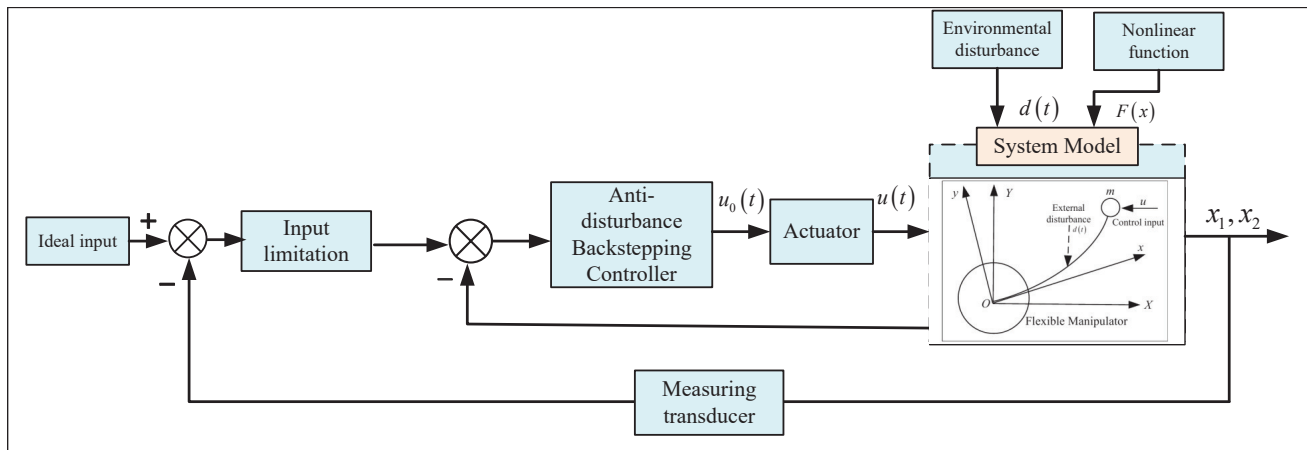 Environmental
disturbance
Nonlinear
function
d(t)
F(x)
System Model
Ideal input
+
−
Input
limitation
−
Anti-
disturbance
Backstepping
Controller
u₀(t)
Actuator
u(t)
y
Y
m
u
Control input
External
disturbance
d(t)
x
O
X
Flexible Manipulator
x₁, x₂
Measuring
transducer